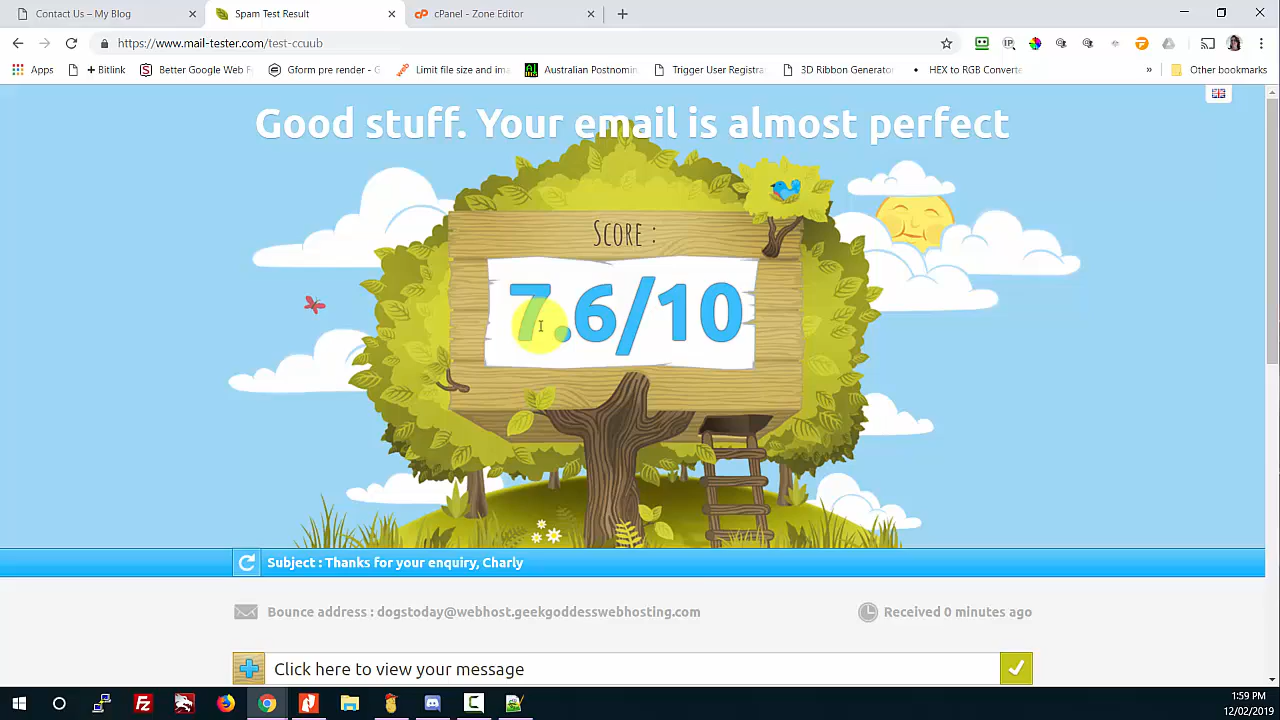 Contact Us – My Blog
Spam Test Result
cPanel - Zone Editor
https://www.mail-tester.com/test-ccuub
Apps
+ Bitlink
Better Google Web F
Gform pre render - G
Limit file size and ima
Australian Postnomin
Trigger User Registra
3D Ribbon Generator
HEX to RGB Converte
»
Other bookmarks
Good stuff. Your email is almost perfect
Score :
7.6/10
Subject : Thanks for your enquiry, Charly
Bounce address : dogstoday@webhost.geekgoddesswebhosting.com
Received 0 minutes ago
Click here to view your message
1:59 PM
12/02/2019